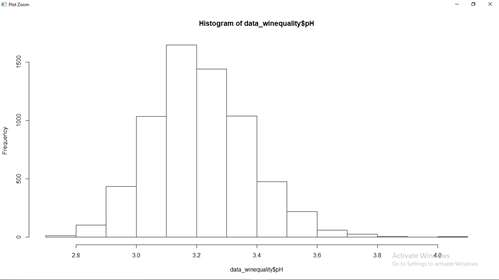 Plot Zoom
Histogram of data_winequality$pH
Frequency
1500
1000
500
0
2.8 3.0 3.2 3.4 3.6 3.8 4.0
data_winequality$pH
Activate Windows
Go to Settings to activate Windows.